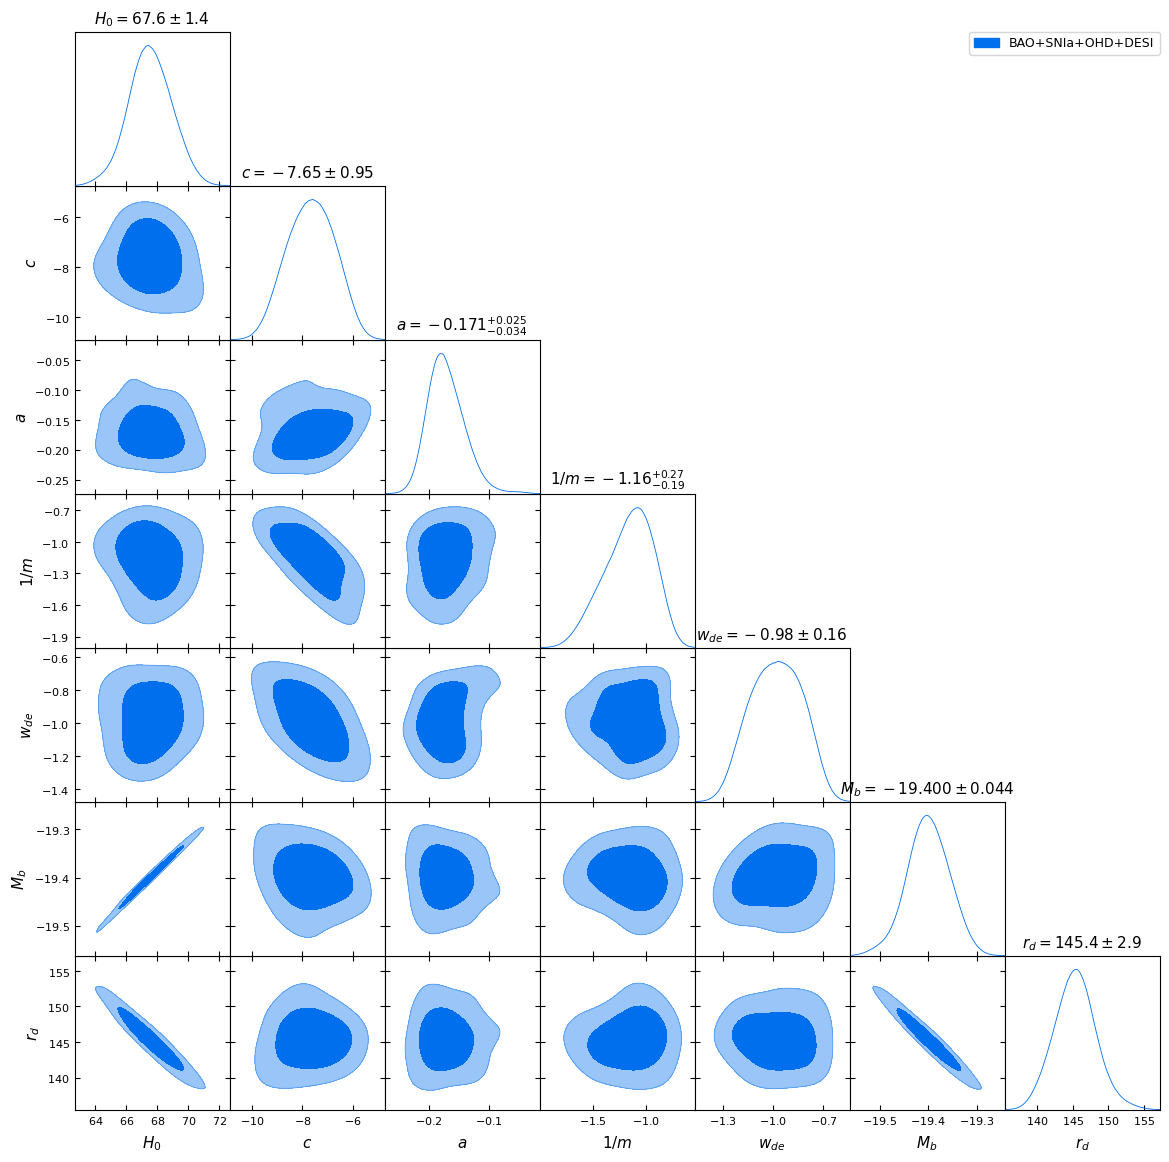 H_0 = 67.6 ± 1.4
BAO+SNIa+OHD+DESI
c = −7.65 ± 0.95
−6
−8
−10
c
a = −0.171^{+0.025}_{−0.034}
−0.05
−0.10
−0.15
−0.20
−0.25
a
1/m = −1.16^{+0.27}_{−0.19}
−0.7
−1.0
−1.3
−1.6
−1.9
1/m
w_{de} = −0.98 ± 0.16
−0.6
−0.8
−1.0
−1.2
−1.4
w_{de}
M_b = −19.400 ± 0.044
−19.3
−19.4
−19.5
M_b
r_d = 145.4 ± 2.9
155
150
145
140
r_d
64 66 68 70 72 −10 −8 −6 −0.2 −0.1 −1.5 −1.0 −1.3 −1.0 −0.7 −19.5 −19.4 −19.3 140 145 150 155
H_0 c a 1/m w_{de} M_b r_d